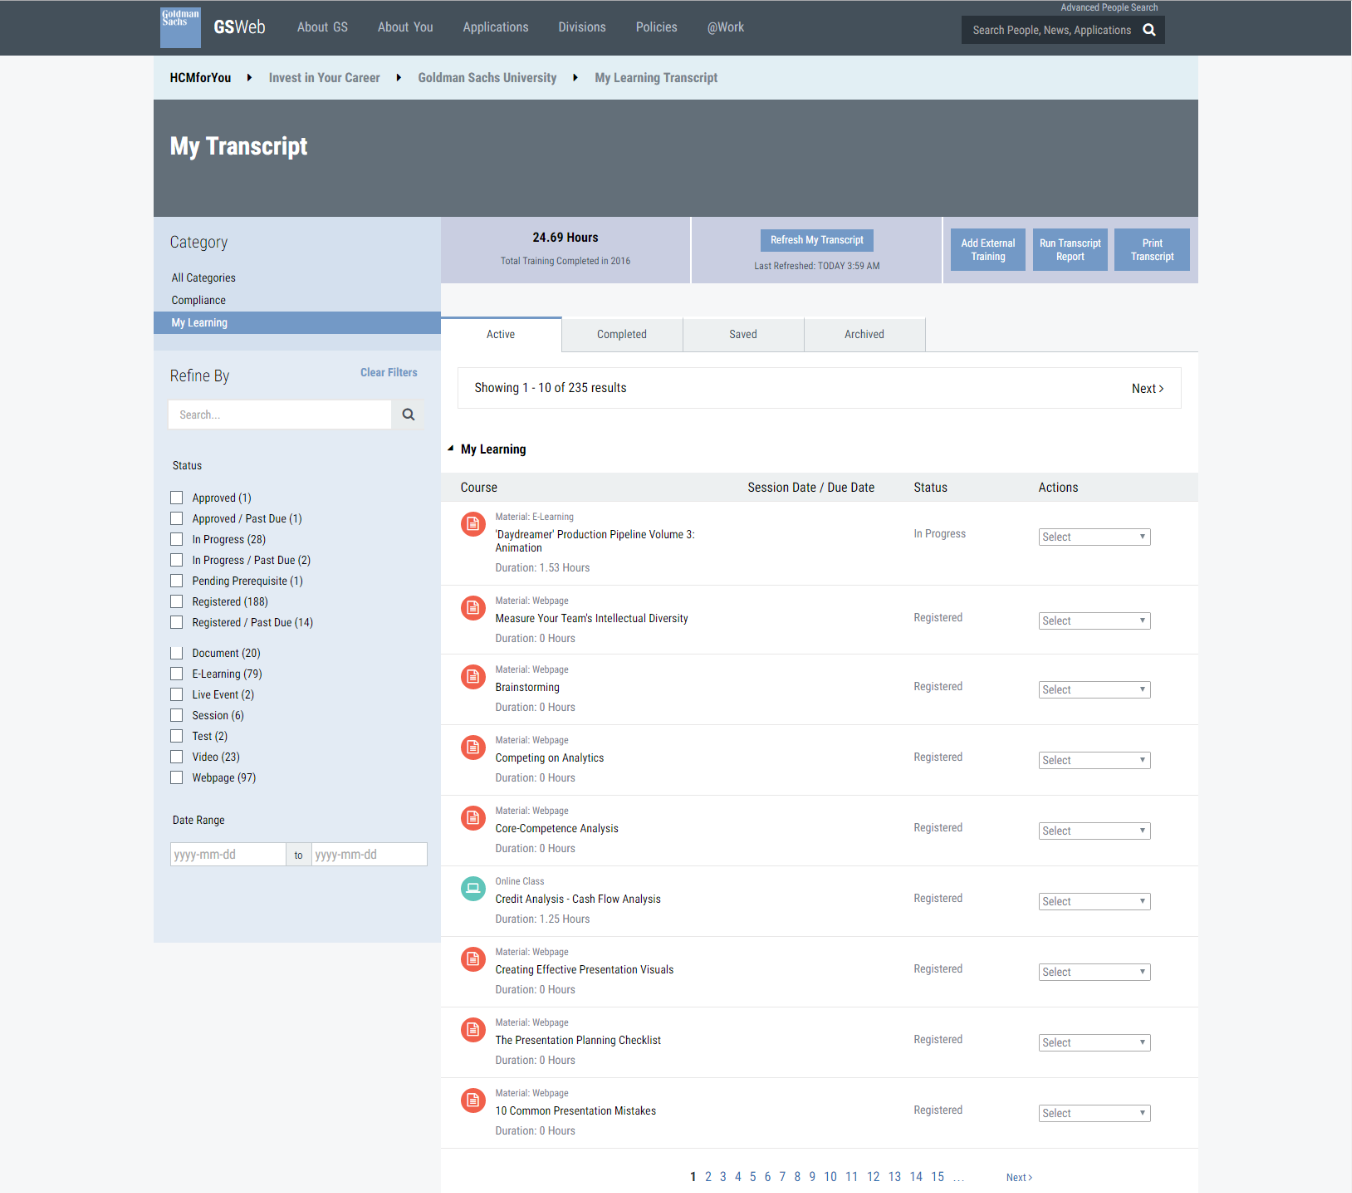 Advanced People Search
Goldman
Sachs
GSWeb
About GS
About You
Applications
Divisions
Policies
@Work
Search People, News, Applications
HCMforYou
Invest in Your Career
Goldman Sachs University
My Learning Transcript
My Transcript
Category
All Categories
Compliance
My Learning
Refine By
Clear Filters
Search...
Status
Approved (1)
Approved / Past Due (1)
In Progress (28)
In Progress / Past Due (2)
Pending Prerequisite (1)
Registered (188)
Registered / Past Due (14)
Document (20)
E-Learning (79)
Live Event (2)
Session (6)
Test (2)
Video (23)
Webpage (97)
Date Range
yyyy-mm-dd to yyyy-mm-dd
24.69 Hours
Total Training Completed in 2016
Refresh My Transcript
Last Refreshed: TODAY 3:59 AM
Add External
Training
Run Transcript
Report
Print
Transcript
Active
Completed
Saved
Archived
Showing 1 - 10 of 235 results
Next >
My Learning
Course
Session Date / Due Date
Status
Actions
Material: E-Learning
'Daydreamer' Production Pipeline Volume 3:
Animation
Duration: 1.53 Hours
In Progress
Select
Material: Webpage
Measure Your Team's Intellectual Diversity
Duration: 0 Hours
Registered
Select
Material: Webpage
Brainstorming
Duration: 0 Hours
Registered
Select
Material: Webpage
Competing on Analytics
Duration: 0 Hours
Registered
Select
Material: Webpage
Core-Competence Analysis
Duration: 0 Hours
Registered
Select
Online Class
Credit Analysis - Cash Flow Analysis
Duration: 1.25 Hours
Registered
Select
Material: Webpage
Creating Effective Presentation Visuals
Duration: 0 Hours
Registered
Select
Material: Webpage
The Presentation Planning Checklist
Duration: 0 Hours
Registered
Select
Material: Webpage
10 Common Presentation Mistakes
Duration: 0 Hours
Registered
Select
1 2 3 4 5 6 7 8 9 10 11 12 13 14 15 ... Next >